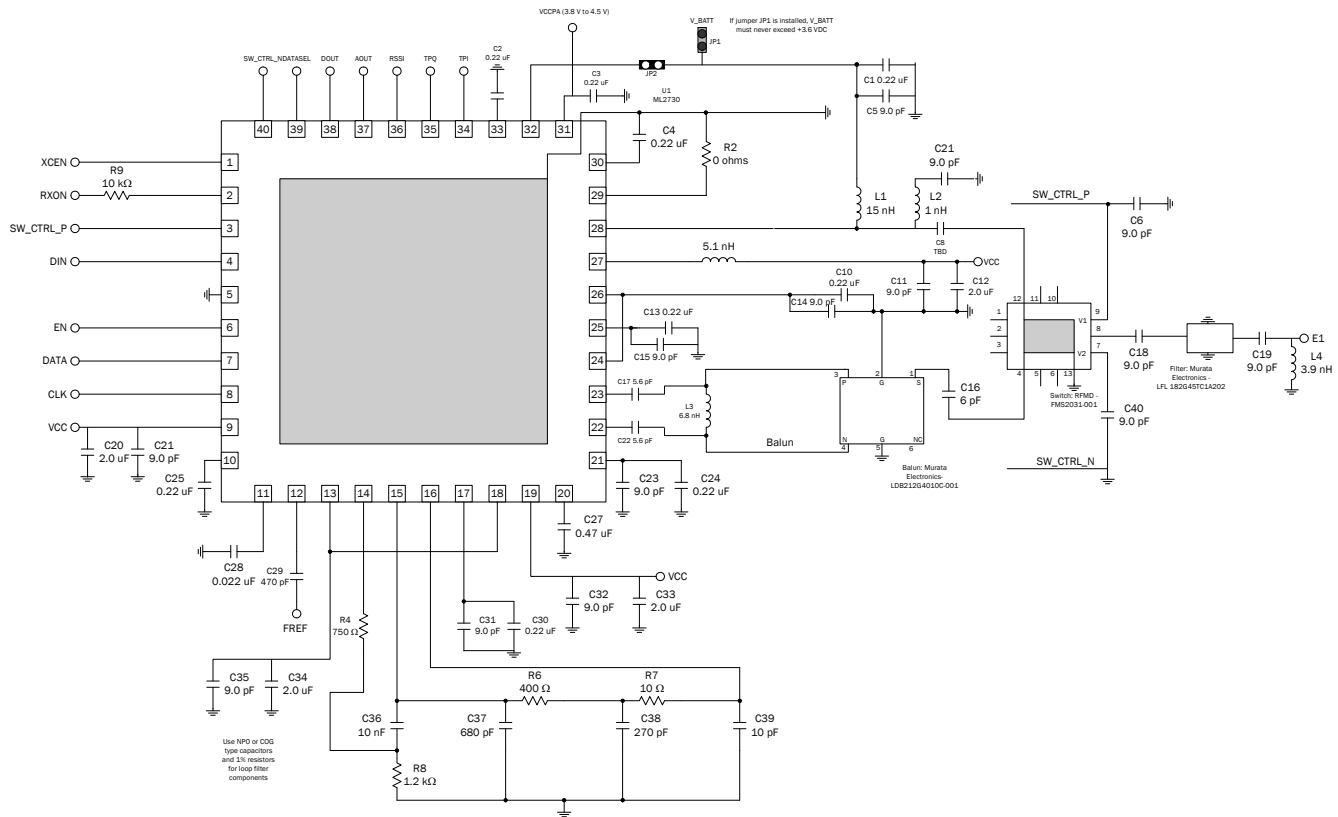 VCCPA (3.8 V to 4.5 V)
V_BATT
If jumper JP1 is installed, V_BATT
must never exceed +3.6 VDC
JP1
JP2
SW_CTRL_N
DATASEL
DOUT
AOUT
RSSI
TPQ
TPI
C2
0.22 uF
C3
0.22 uF
U1
ML2730
C1 0.22 uF
C5 9.0 pF
40
39
38
37
36
35
34
33
32
31
C4
0.22 uF
R2
0 ohms
C21
9.0 pF
XCEN
1
30
R9
10 kΩ
RXON
2
29
L1
15 nH
L2
1 nH
SW_CTRL_P
C6
9.0 pF
SW_CTRL_P
3
28
C8
TBD
DIN
4
27
5.1 nH
VCC
C10
0.22 uF
C11
9.0 pF
C12
2.0 uF
5
26
C14 9.0 pF
12
11
10
1
2
3
9
8
7
V1
V2
4
5
6
13
EN
6
25
C13 0.22 uF
C15 9.0 pF
E1
C18
9.0 pF
C19
9.0 pF
L4
3.9 nH
Filter: Murata
Electronics -
LFL 182G45TC1A202
DATA
7
24
Switch: RFMD -
FMS2031-001
CLK
8
23
C17 5.6 pF
L3
6.8 nH
3
2
1
P
G
S
C16
6 pF
C40
9.0 pF
VCC
9
22
C22 5.6 pF
Balun
N
G
NC
4
5
6
C20
2.0 uF
C21
9.0 pF
10
21
SW_CTRL_N
C25
0.22 uF
C23
9.0 pF
C24
0.22 uF
Balun: Murata
Electronics-
LDB212G4010C-001
11
12
13
14
15
16
17
18
19
20
C27
0.47 uF
C28
0.022 uF
C29
470 pF
FREF
VCC
C32
9.0 pF
C33
2.0 uF
R4
750 Ω
C31
9.0 pF
C30
0.22 uF
C35
9.0 pF
C34
2.0 uF
R6
400 Ω
R7
10 Ω
C36
10 nF
C37
680 pF
C38
270 pF
C39
10 pF
Use NPO or COG
type capacitors
and 1% resistors
for loop filter
components
R8
1.2 kΩ